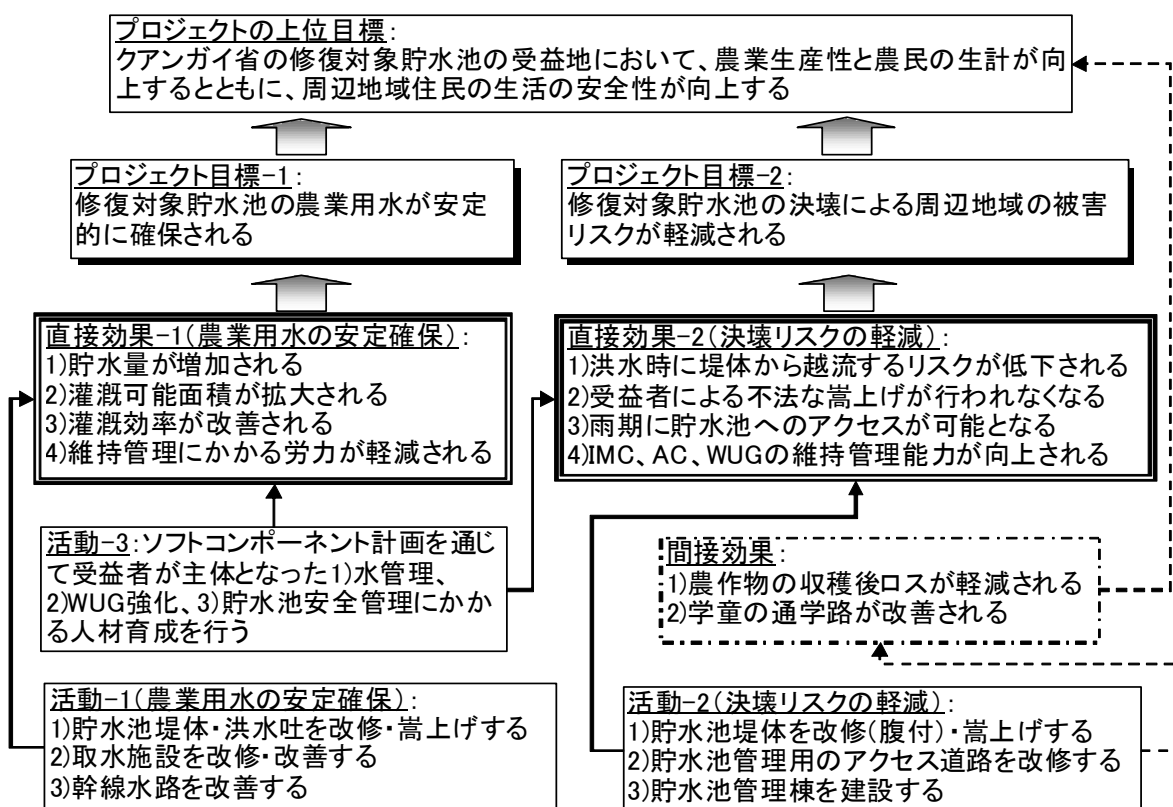 プロジェクトの上位目標:
クアンガイ省の修復対象貯水池の受益地において、農業生産性と農民の生計が向
上するとともに、周辺地域住民の生活の安全性が向上する
プロジェクト目標-1:
修復対象貯水池の農業用水が安定
的に確保される
プロジェクト目標-2:
修復対象貯水池の決壊による周辺地域の被害
リスクが軽減される
直接効果-1(農業用水の安定確保):
1)貯水量が増加される
2)灌漑可能面積が拡大される
3)灌漑効率が改善される
4)維持管理にかかる労力が軽減される
直接効果-2(決壊リスクの軽減):
1)洪水時に堤体から越流するリスクが低下される
2)受益者による不法な嵩上げが行われなくなる
3)雨期に貯水池へのアクセスが可能となる
4)IMC、AC、WUGの維持管理能力が向上される
活動-3:ソフトコンポーネント計画を通じ
て受益者が主体となった1)水管理、
2)WUG強化、3)貯水池安全管理にかか
る人材育成を行う
間接効果:
1)農作物の収穫後ロスが軽減される
2)学童の通学路が改善される
活動-1(農業用水の安定確保):
1)貯水池堤体・洪水吐を改修・嵩上げする
2)取水施設を改修・改善する
3)幹線水路を改善する
活動-2(決壊リスクの軽減):
1)貯水池堤体を改修(腹付)・嵩上げする
2)貯水池管理用のアクセス道路を改修する
3)貯水池管理棟を建設する